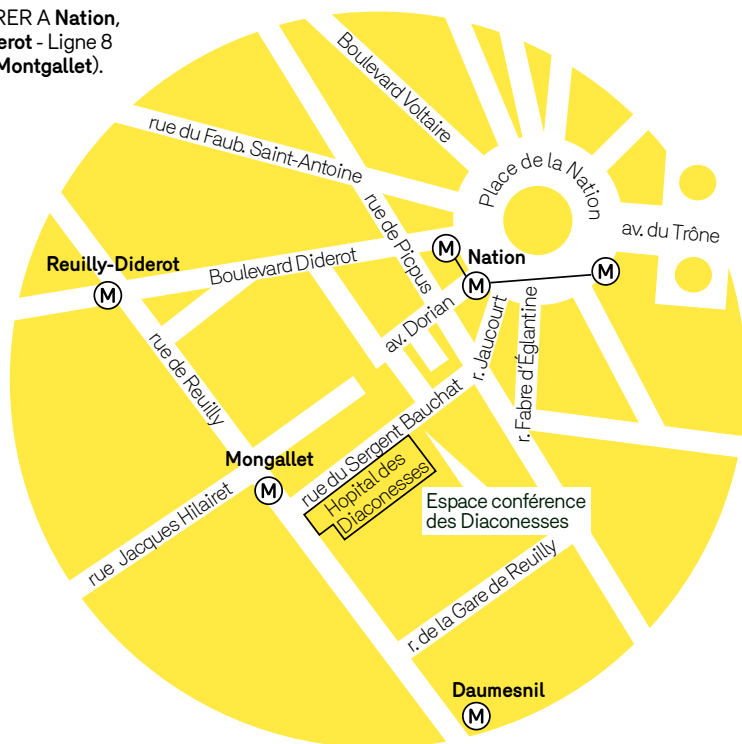 RER A Nation,
erot - Ligne 8
Montgallet).
Boulevard Voltaire
rue du Faub. Saint-Antoine
Place de la Nation
rue de Picpus
av. du Trône
Reuilly-Diderot
M
Boulevard Diderot
M
Nation
M
M
av. Dorian
r. Jaucourt
r. Fabre d'Églantine
rue de Reuilly
Mongallet
M
rue du Sergent Bauchat
Hopital des
Diaconesses
Espace conférence
des Diaconesses
rue Jacques Hilairet
r. de la Gare de Reuilly
Daumesnil
M